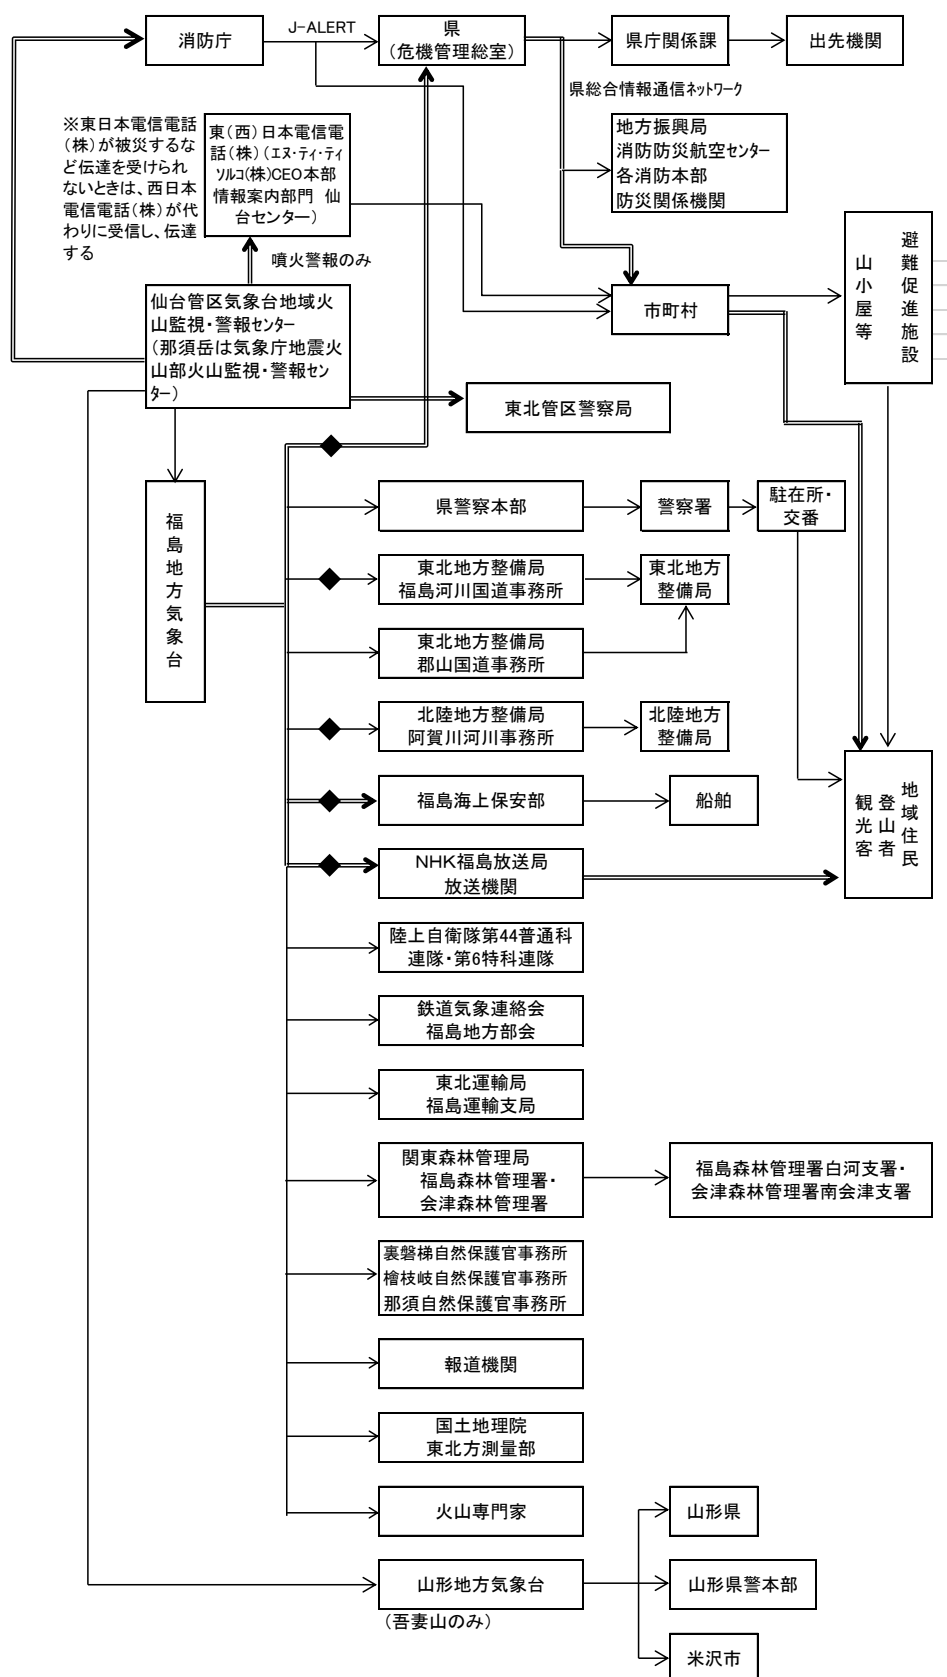 消防庁
J-ALERT
県
(危機管理総室)
県庁関係課
出先機関
県総合情報通信ネットワーク
※東日本電信電話
(株)が被災するな
ど伝達を受けられ
ないときは、西日本
電信電話(株)が代
わりに受信し、伝達
する
東(西)日本電信電
話(株)(エヌ・ティ・ティ
ソルコ(株)CEO本部
情報案内部門 仙
台センター)
地方振興局
消防防災航空センター
各消防本部
防災関係機関
噴火警報のみ
仙台管区気象台地域火
山監視・警報センター
(那須岳は気象庁地震火
山部火山監視・警報セン
ター)
市町村
避難促進施設
山小屋等
東北管区警察局
福島地方気象台
県警察本部
警察署
駐在所・
交番
東北地方整備局
福島河川国道事務所
東北地方
整備局
東北地方整備局
郡山国道事務所
北陸地方整備局
阿賀川河川事務所
北陸地方
整備局
福島海上保安部
船舶
地域住民
登山者
観光客
NHK福島放送局
放送機関
陸上自衛隊第44普通科
連隊・第6特科連隊
鉄道気象連絡会
福島地方部会
東北運輸局
福島運輸支局
関東森林管理局
福島森林管理署・
会津森林管理署
福島森林管理署白河支署・
会津森林管理署南会津支署
裏磐梯自然保護官事務所
檜枝岐自然保護官事務所
那須自然保護官事務所
報道機関
国土地理院
東北方測量部
火山専門家
山形県
山形地方気象台
(吾妻山のみ)
山形県警本部
米沢市